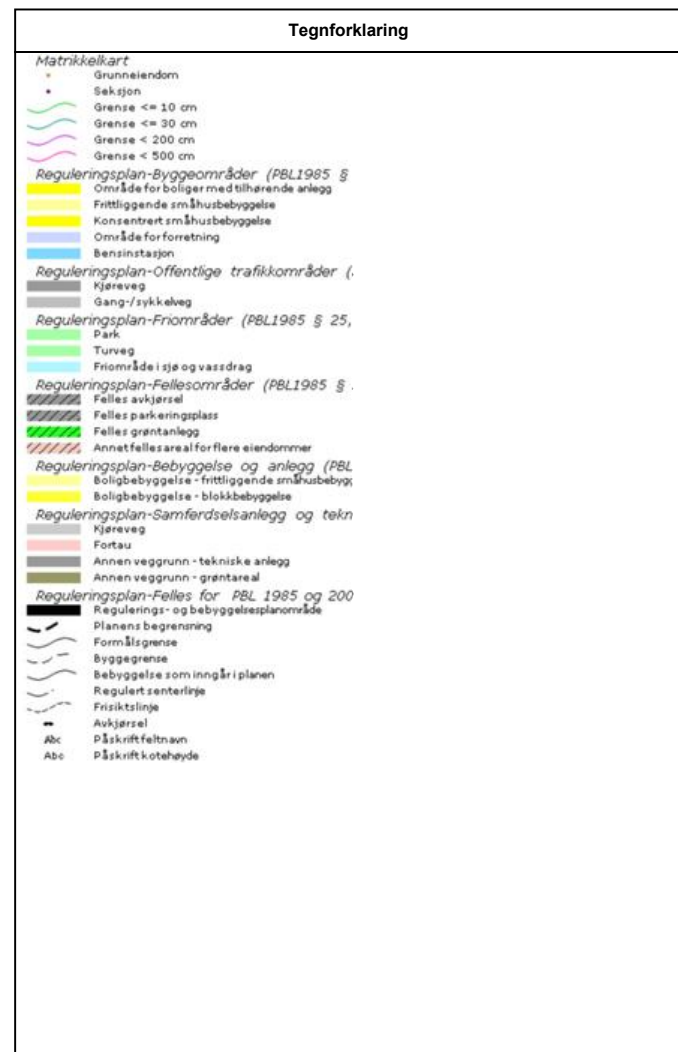 Tegnforklaring
Matrikkelkart
Grunneiendom
Seksjon
Grense <= 10 cm
Grense <= 30 cm
Grense < 200 cm
Grense < 500 cm
Reguleringsplan-Byggeområder (PBL1985 §
Område for boliger med tilhørende anlegg
Frittliggende småhusbebyggelse
Konsentrert småhusbebyggelse
Område for forretning
Bensinstasjon
Reguleringsplan-Offentlige trafikkområder (
Kjøreveg
Gang-/sykkelveg
Reguleringsplan-Friområder (PBL1985 § 25,
Park
Turveg
Friområde i sjø og vassdrag
Reguleringsplan-Fellesområder (PBL1985 §
Felles avkjørsel
Felles parkeringsplass
Felles grøntanlegg
Annet fellesareal for flere eiendommer
Reguleringsplan-Bebyggelse og anlegg (PBL
Boligbebyggelse - frittliggende småhusbebygg
Boligbebyggelse - blokkbebyggelse
Reguleringsplan-Samferdselsanlegg og tekn
Kjøreveg
Fortau
Annen veggrunn - tekniske anlegg
Annen veggrunn - grøntareal
Reguleringsplan-Felles for PBL 1985 og 200
Regulerings- og bebyggelsesplanområde
Planens begrensning
Formålsgrense
Byggegrense
Bebyggelse som inngår i planen
Regulert senterlinje
Frisiktslinje
Avkjørsel
Abc Påskrift feltnavn
Abc Påskrift kotehøyde